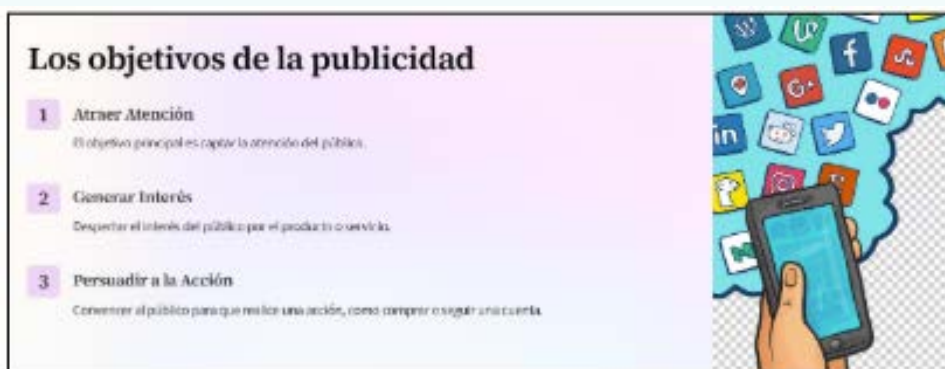 Los objetivos de la publicidad
1 Atraer Atención
El objetivo principal es captar la atención del público.
2 Generar Interés
Despertar el interés del público por el producto o servicio.
3 Persuadir a la Acción
Convencer al público para que realice una acción, como comprar o seguir una cuenta.
in
f
G+